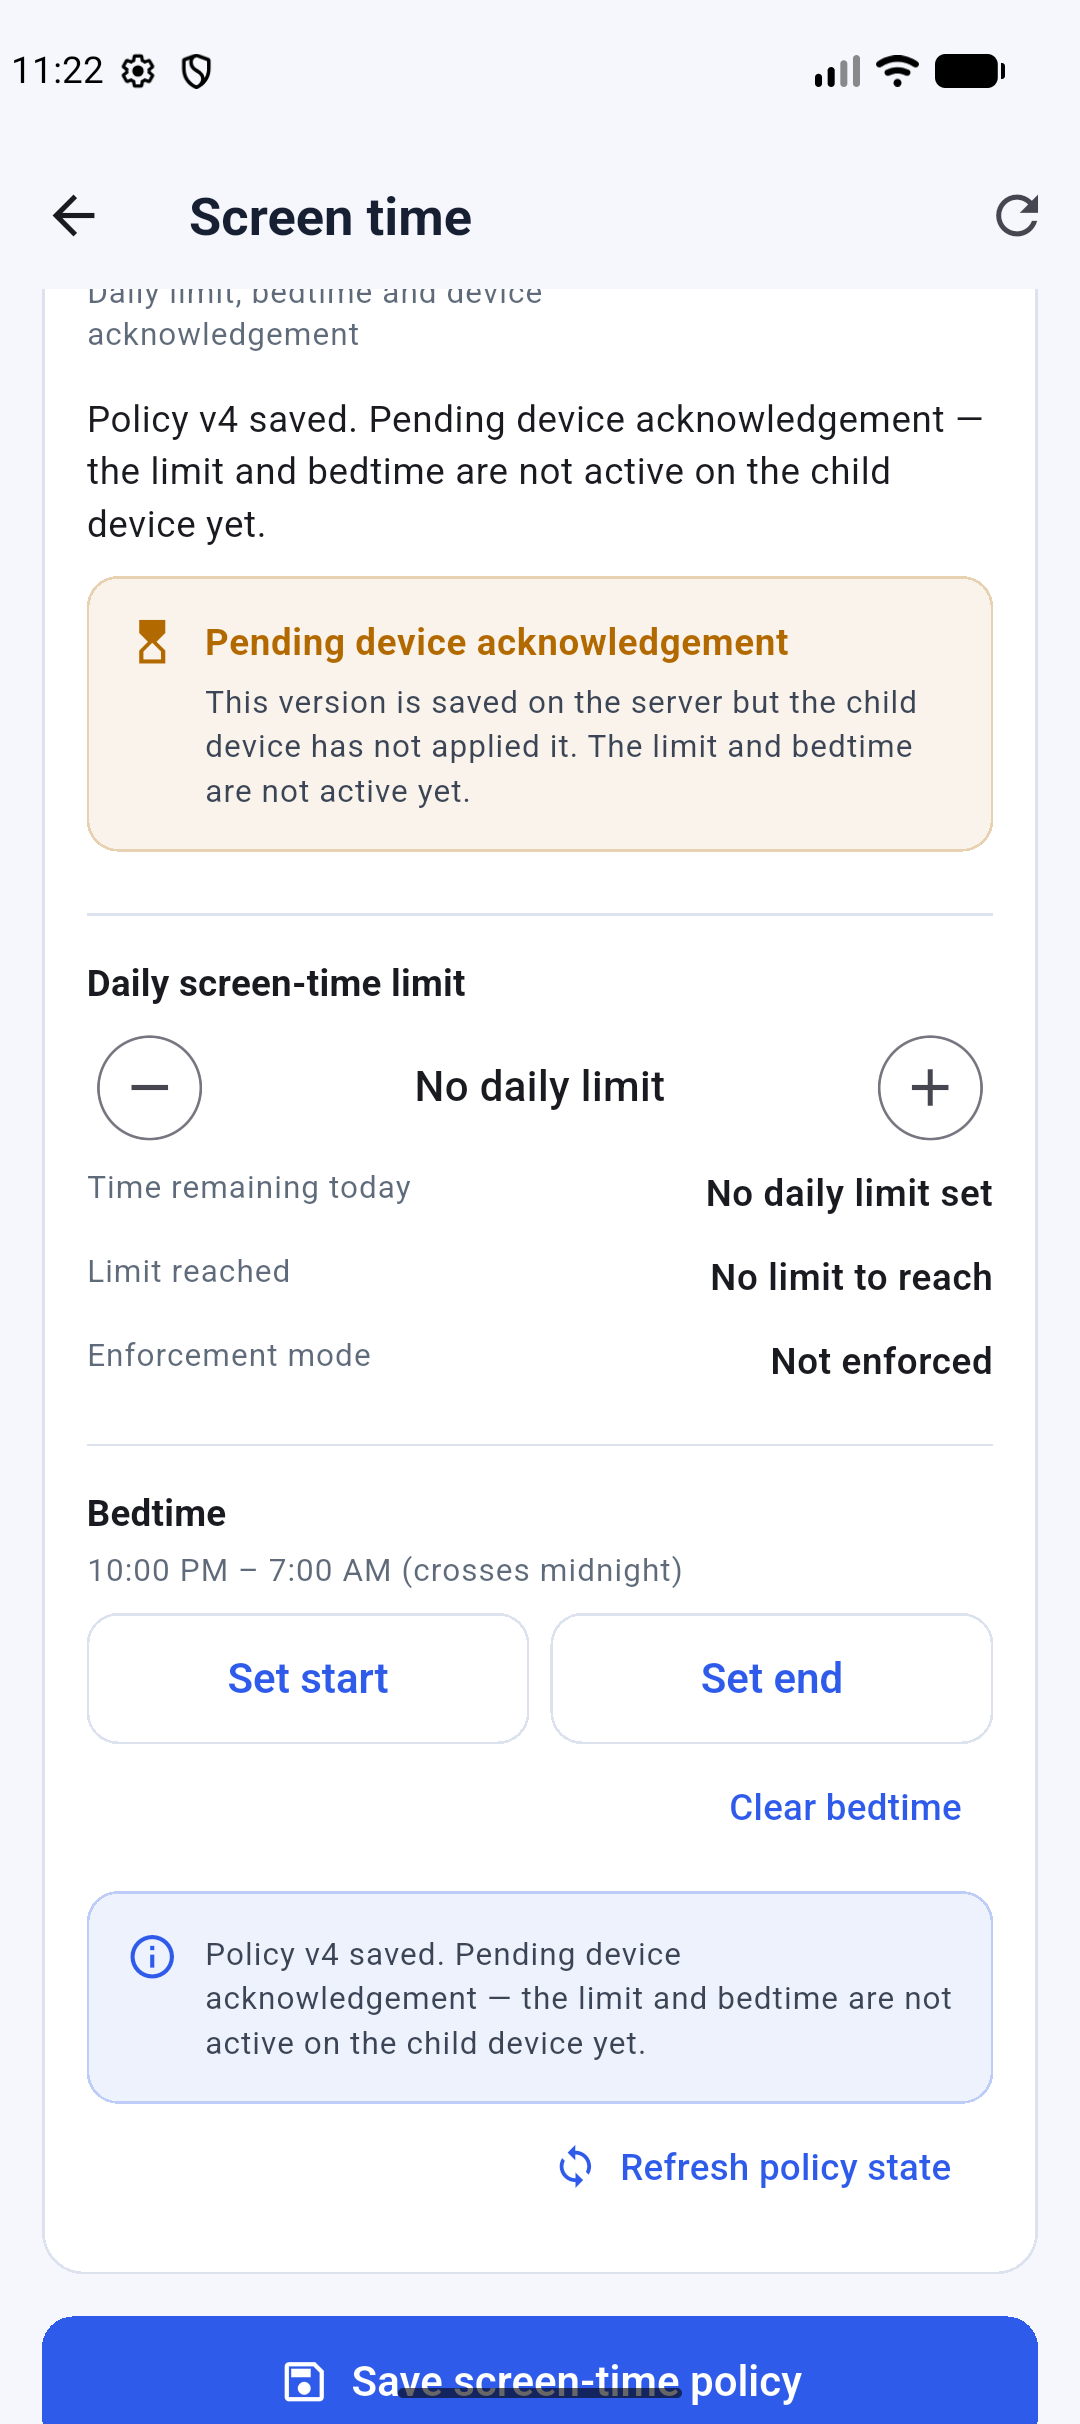 11:22
Screen time
Daily limit, bedtime and device
acknowledgement
Policy v4 saved. Pending device acknowledgement —
the limit and bedtime are not active on the child
device yet.
Pending device acknowledgement
This version is saved on the server but the child
device has not applied it. The limit and bedtime
are not active yet.
Daily screen-time limit
No daily limit
Time remaining today
No daily limit set
Limit reached
No limit to reach
Enforcement mode
Not enforced
Bedtime
10:00 PM – 7:00 AM (crosses midnight)
Set start
Set end
Clear bedtime
Policy v4 saved. Pending device
acknowledgement — the limit and bedtime are not
active on the child device yet.
Refresh policy state
Save screen-time policy